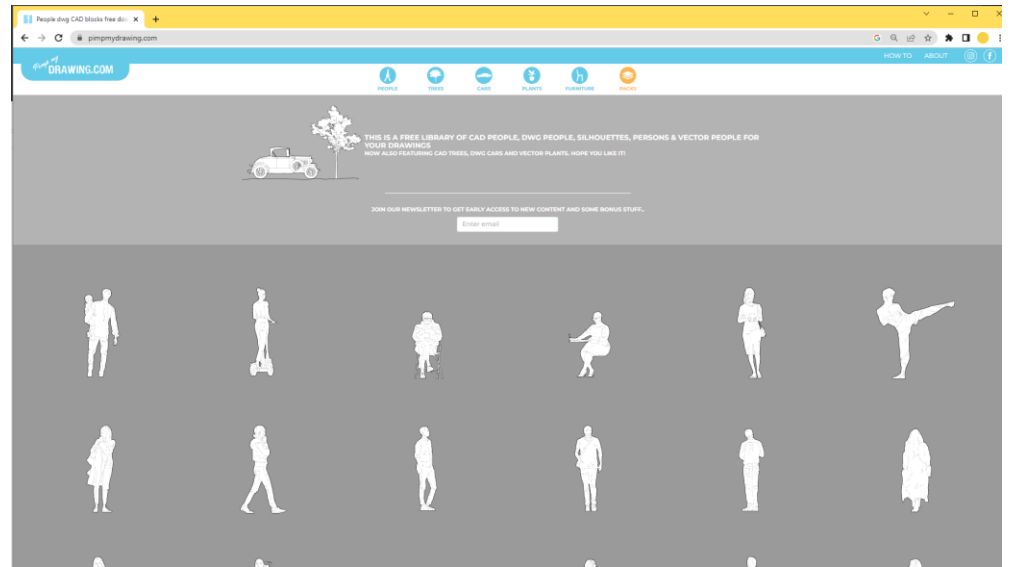 People dwg CAD blocks free do
pimpmydrawing.com
HOW TO ABOUT
Pimp my
DRAWING.COM
PEOPLE TREES CARS PLANTS FURNITURE PACKS
THIS IS A FREE LIBRARY OF CAD PEOPLE, DWG PEOPLE, SILHOUETTES, PERSONS & VECTOR PEOPLE FOR
YOUR DRAWINGS
NOW ALSO FEATURING CAD TREES, DWG CARS AND VECTOR PLANTS. HOPE YOU LIKE IT!
JOIN OUR NEWSLETTER TO GET EARLY ACCESS TO NEW CONTENT AND SOME BONUS STUFF..
Enter email